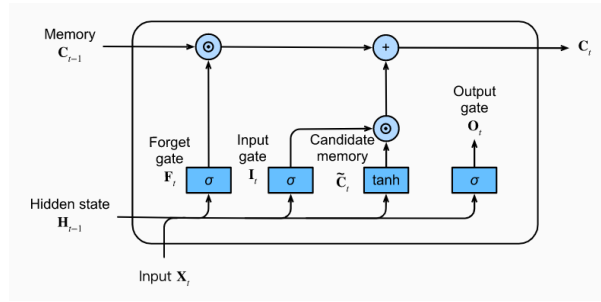 Memory
C_{t−1}
C_t
Output
gate
O_t
Forget
gate
F_t
Input
gate
I_t
Candidate
memory
C̃_t
⊙
+
⊙
σ
σ
tanh
σ
Hidden state
H_{t−1}
Input X_t